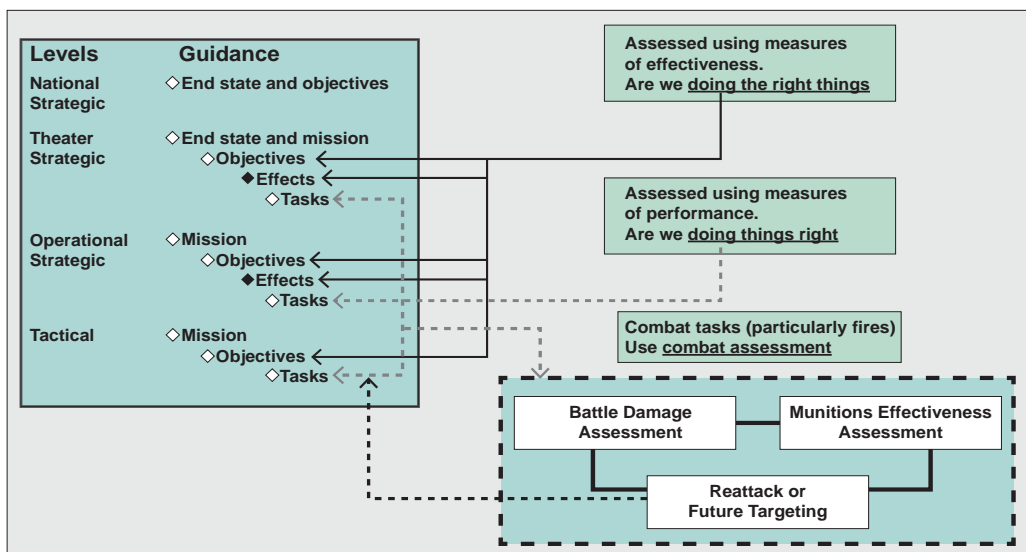 Levels Guidance
National
Strategic
End state and objectives
Theater
Strategic
End state and mission
Objectives
Effects
Tasks
Operational
Strategic
Mission
Objectives
Effects
Tasks
Tactical
Mission
Objectives
Tasks
Assessed using measures
of effectiveness.
Are we doing the right things
Assessed using measures
of performance.
Are we doing things right
Combat tasks (particularly fires)
Use combat assessment
Battle Damage
Assessment
Munitions Effectiveness
Assessment
Reattack or
Future Targeting